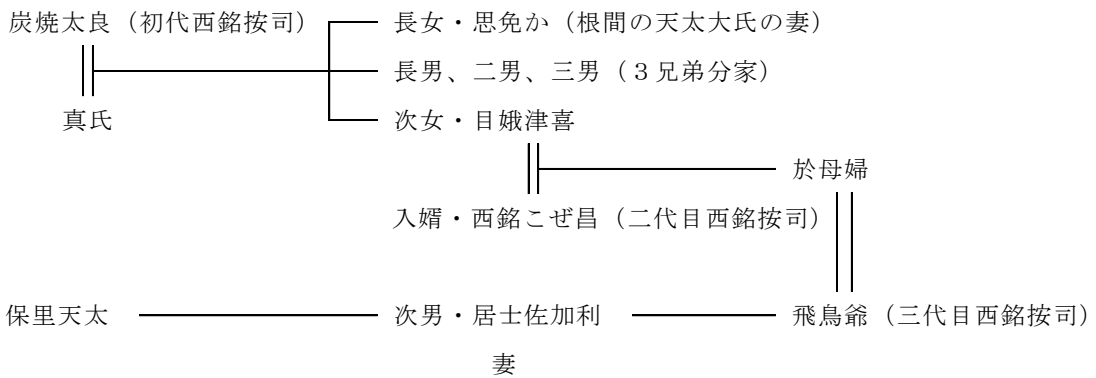 炭焼太良（初代西銘按司） 長女・思免か（根間の天太大氏の妻）
長男、二男、三男（３兄弟分家）
真氏 次女・目娥津喜
於母婦
入婿・西銘こぜ昌（二代目西銘按司）
保里天太 次男・居士佐加利 飛鳥爺（三代目西銘按司）
妻